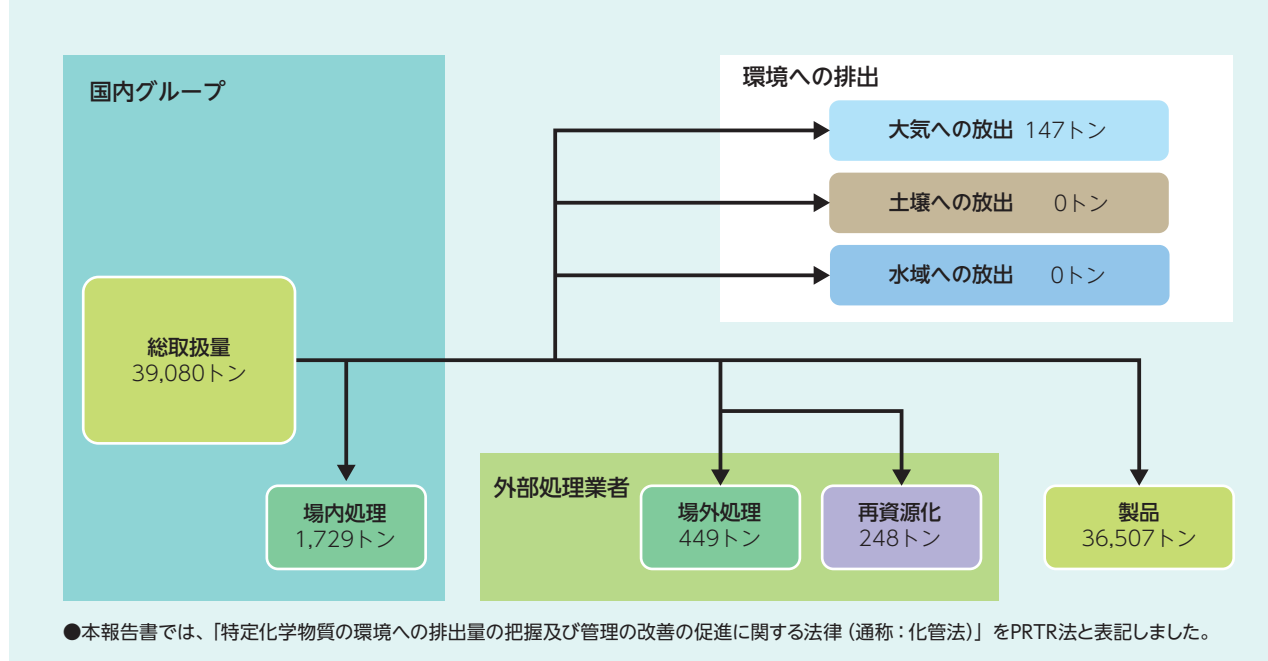 国内グループ
環境への排出
大気への放出 147トン
土壌への放出 0トン
水域への放出 0トン
総取扱量
39,080トン
外部処理業者
場内処理
1,729トン
場外処理
449トン
再資源化
248トン
製品
36,507トン
●本報告書では、「特定化学物質の環境への排出量の把握及び管理の改善の促進に関する法律（通称：化管法）」をPRTR法と表記しました。